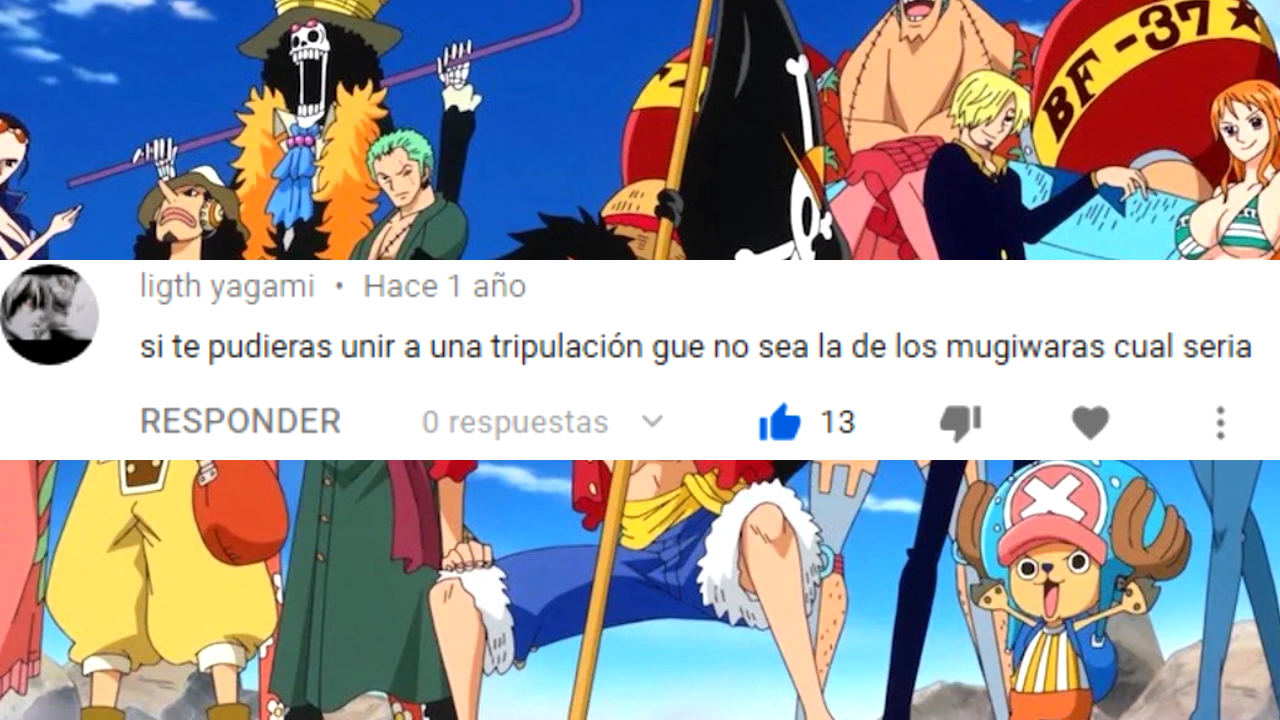 BF-37★
ligth yagami • Hace 1 año
si te pudieras unir a una tripulación gue no sea la de los mugiwaras cual seria
RESPONDER 0 respuestas 13